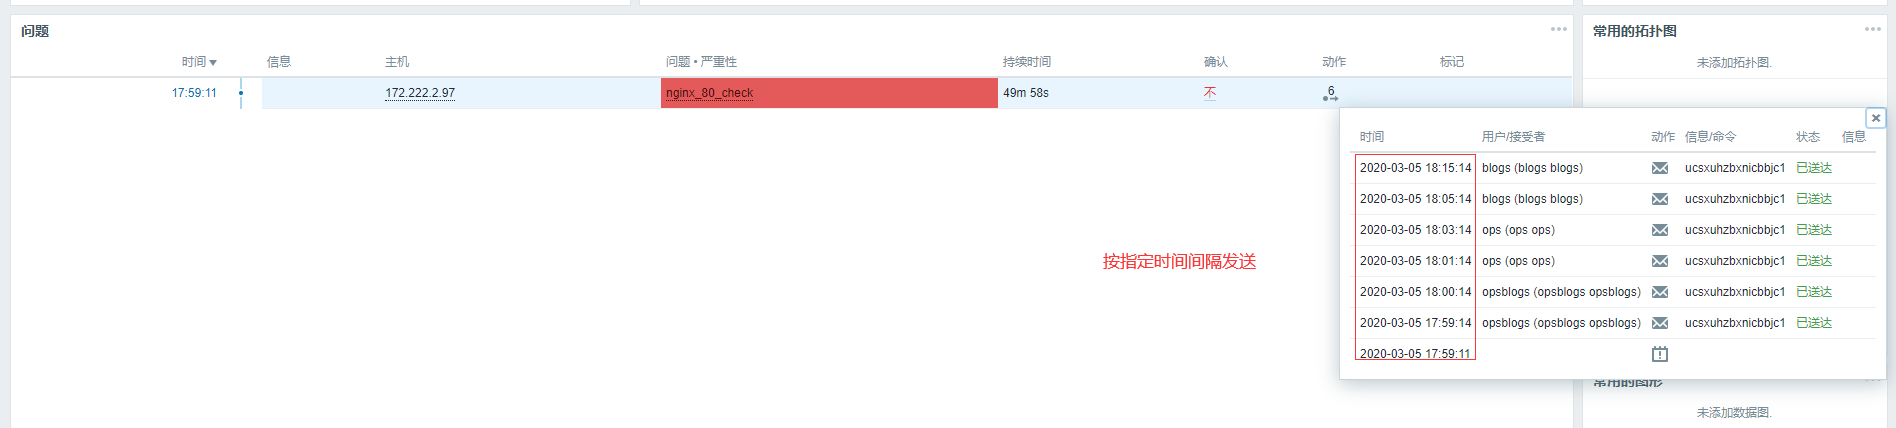 问题
常用的拓扑图
时间 信息 主机 问题 • 严重性 持续时间 确认 动作 标记
未添加拓扑图.
17:59:11 172.222.2.97 nginx_80_check 49m 58s 不 6
时间 用户/接受者 动作 信息/命令 状态 信息
2020-03-05 18:15:14 blogs (blogs blogs) ucsxuhzbxnicbbjc1 已送达
2020-03-05 18:05:14 blogs (blogs blogs) ucsxuhzbxnicbbjc1 已送达
2020-03-05 18:03:14 ops (ops ops) ucsxuhzbxnicbbjc1 已送达
2020-03-05 18:01:14 ops (ops ops) ucsxuhzbxnicbbjc1 已送达
按指定时间间隔发送
2020-03-05 18:00:14 opsblogs (opsblogs opsblogs) ucsxuhzbxnicbbjc1 已送达
2020-03-05 17:59:14 opsblogs (opsblogs opsblogs) ucsxuhzbxnicbbjc1 已送达
2020-03-05 17:59:11
常用的图形
未添加数据图.